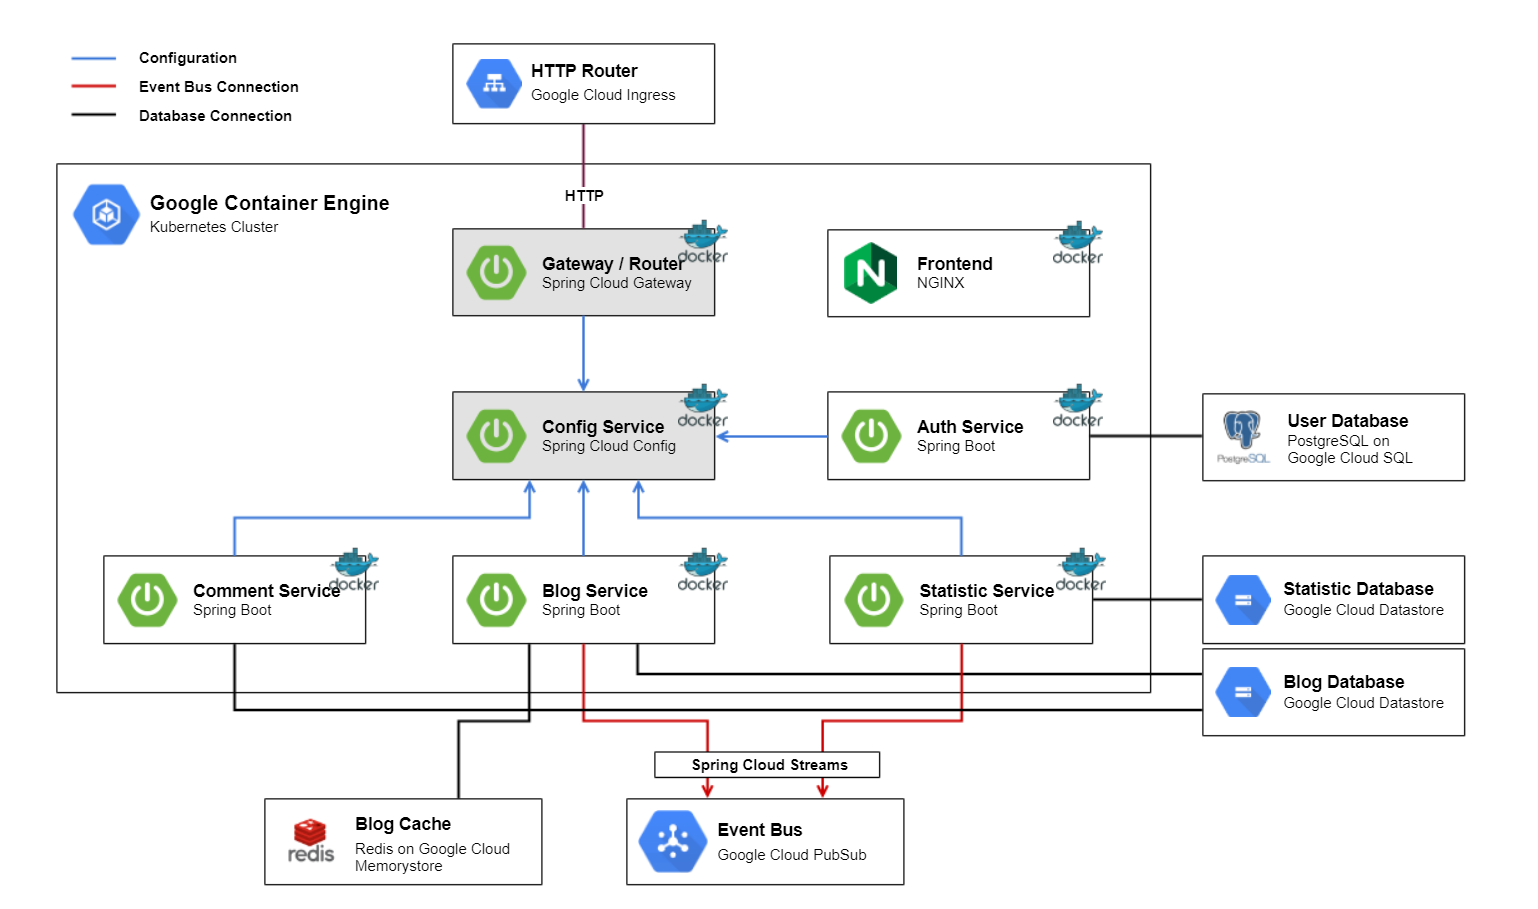 Configuration
Event Bus Connection
Database Connection
HTTP Router
Google Cloud Ingress
Google Container Engine
Kubernetes Cluster
HTTP
Gateway / Router
Spring Cloud Gateway
docker
Frontend
NGINX
docker
Config Service
Spring Cloud Config
docker
Auth Service
Spring Boot
docker
User Database
PostgreSQL on
Google Cloud SQL
PostgreSQL
Comment Service
Spring Boot
docker
Blog Service
Spring Boot
docker
Statistic Service
Spring Boot
docker
Statistic Database
Google Cloud Datastore
Blog Database
Google Cloud Datastore
Spring Cloud Streams
redis
Blog Cache
Redis on Google Cloud
Memorystore
Event Bus
Google Cloud PubSub